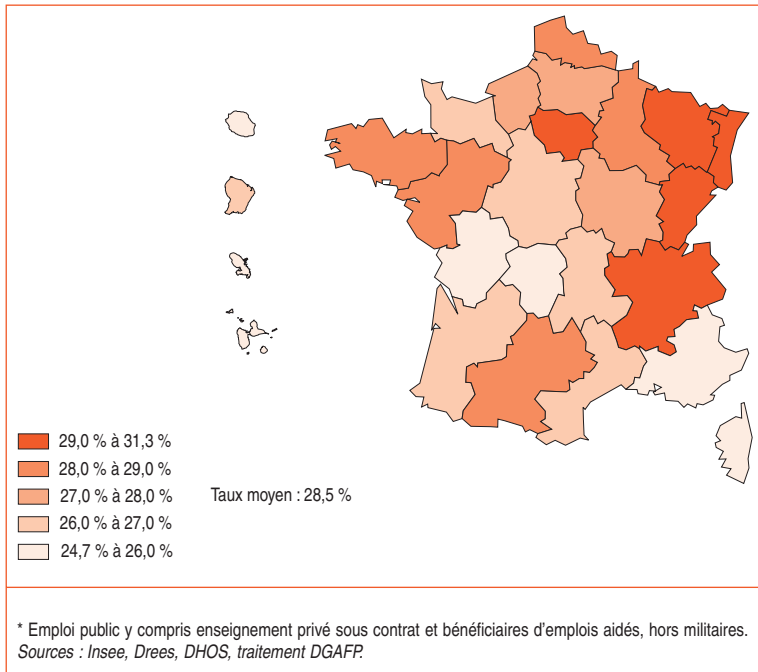 29,0 % à 31,3 %
28,0 % à 29,0 %
27,0 % à 28,0 %
Taux moyen : 28,5 %
26,0 % à 27,0 %
24,7 % à 26,0 %
* Emploi public y compris enseignement privé sous contrat et bénéficiaires d'emplois aidés, hors militaires.
Sources : Insee, Drees, DHOS, traitement DGAFP.